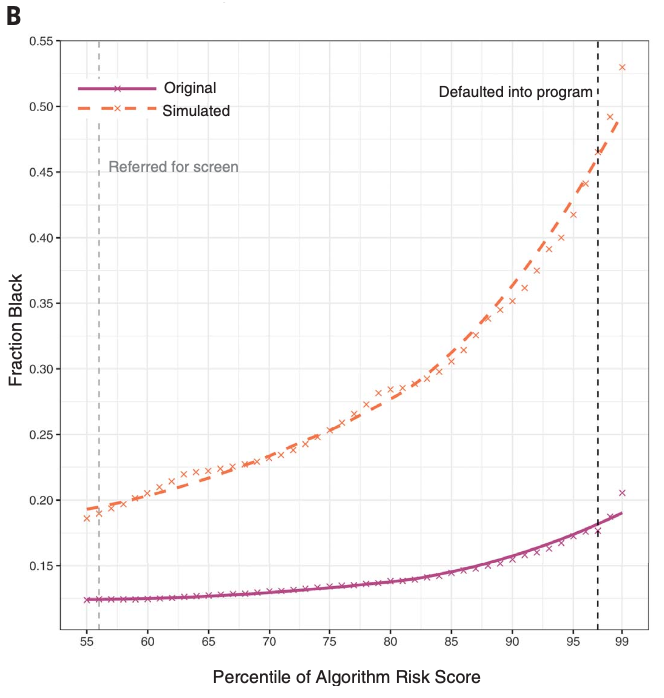 B
0.55
Original
Simulated
Defaulted into program
0.50
Referred for screen
0.45
0.40
0.35
0.30
0.25
0.20
0.15
Fraction Black
55 60 65 70 75 80 85 90 95 99
Percentile of Algorithm Risk Score